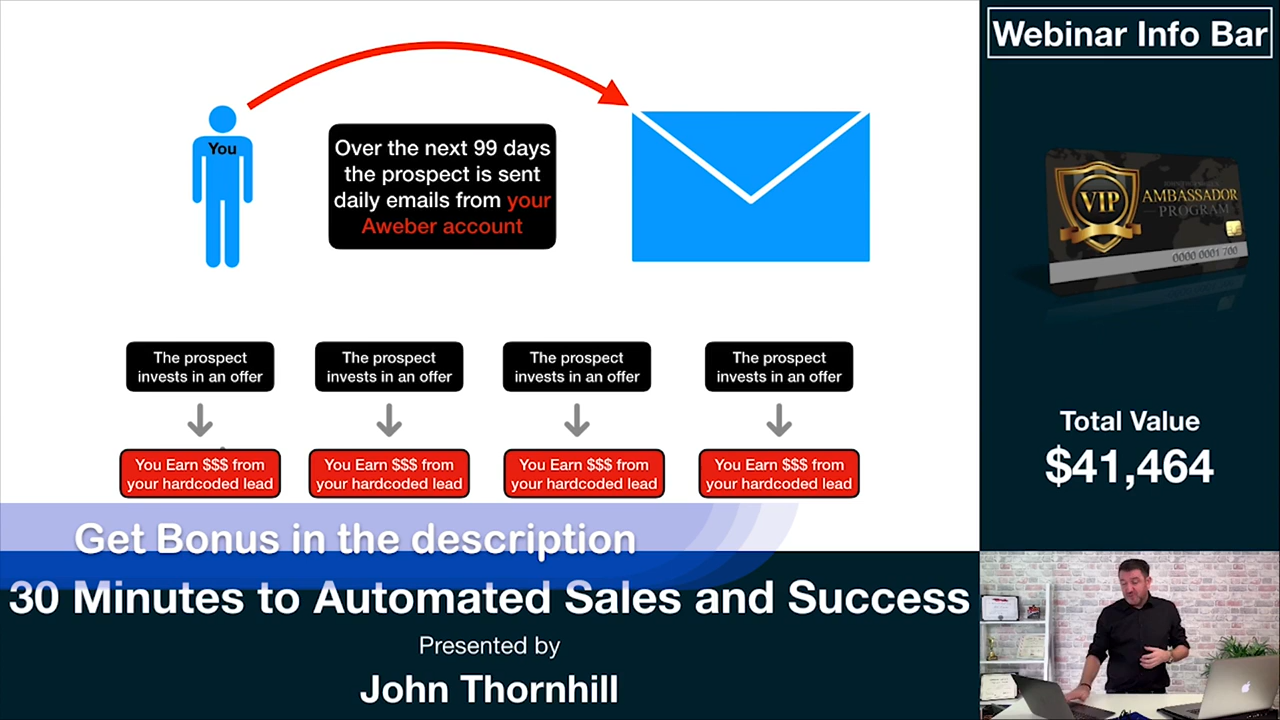 Webinar Info Bar
You
Over the next 99 days
the prospect is sent
daily emails from your
Aweber account
VIP
AMBASSADOR
PROGRAM
0000 0001 700
The prospect
invests in an offer
The prospect
invests in an offer
The prospect
invests in an offer
The prospect
invests in an offer
You Earn $$$ from
your hardcoded lead
You Earn $$$ from
your hardcoded lead
You Earn $$$ from
your hardcoded lead
You Earn $$$ from
your hardcoded lead
Total Value
$41,464
Get Bonus in the description
30 Minutes to Automated Sales and Success
Presented by
John Thornhill